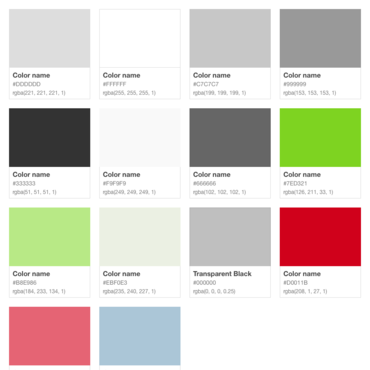 Color name Color name Color name Color name
#DDDDDD #FFFFFF #C7C7C7 #999999
rgba(221, 221, 221, 1) rgba(255, 255, 255, 1) rgba(199, 199, 199, 1) rgba(153, 153, 153, 1)
Color name Color name Color name Color name
#333333 #F9F9F9 #666666 #7ED321
rgba(51, 51, 51, 1) rgba(249, 249, 249, 1) rgba(102, 102, 102, 1) rgba(126, 211, 33, 1)
Color name Color name Transparent Black Color name
#B8E986 #EBF0E3 #000000 #D0011B
rgba(184, 233, 134, 1) rgba(235, 240, 227, 1) rgba(0, 0, 0, 0.25) rgba(208, 1, 27, 1)